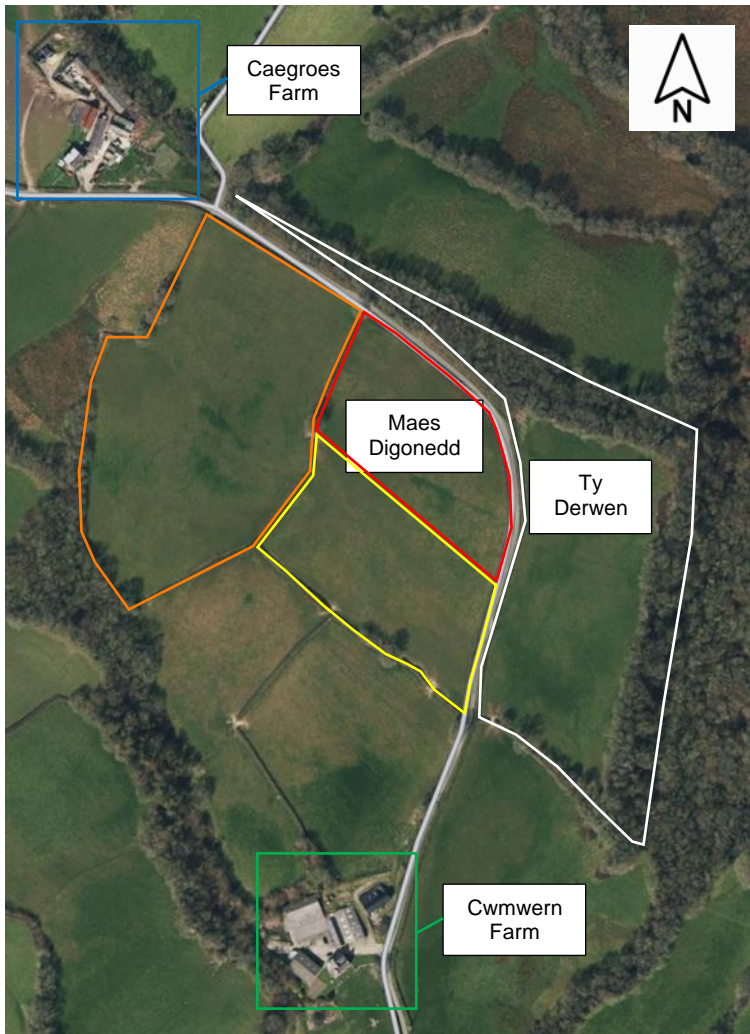 Caegroes
Farm
N
Maes
Digonedd
Ty
Derwen
Cwmwern
Farm